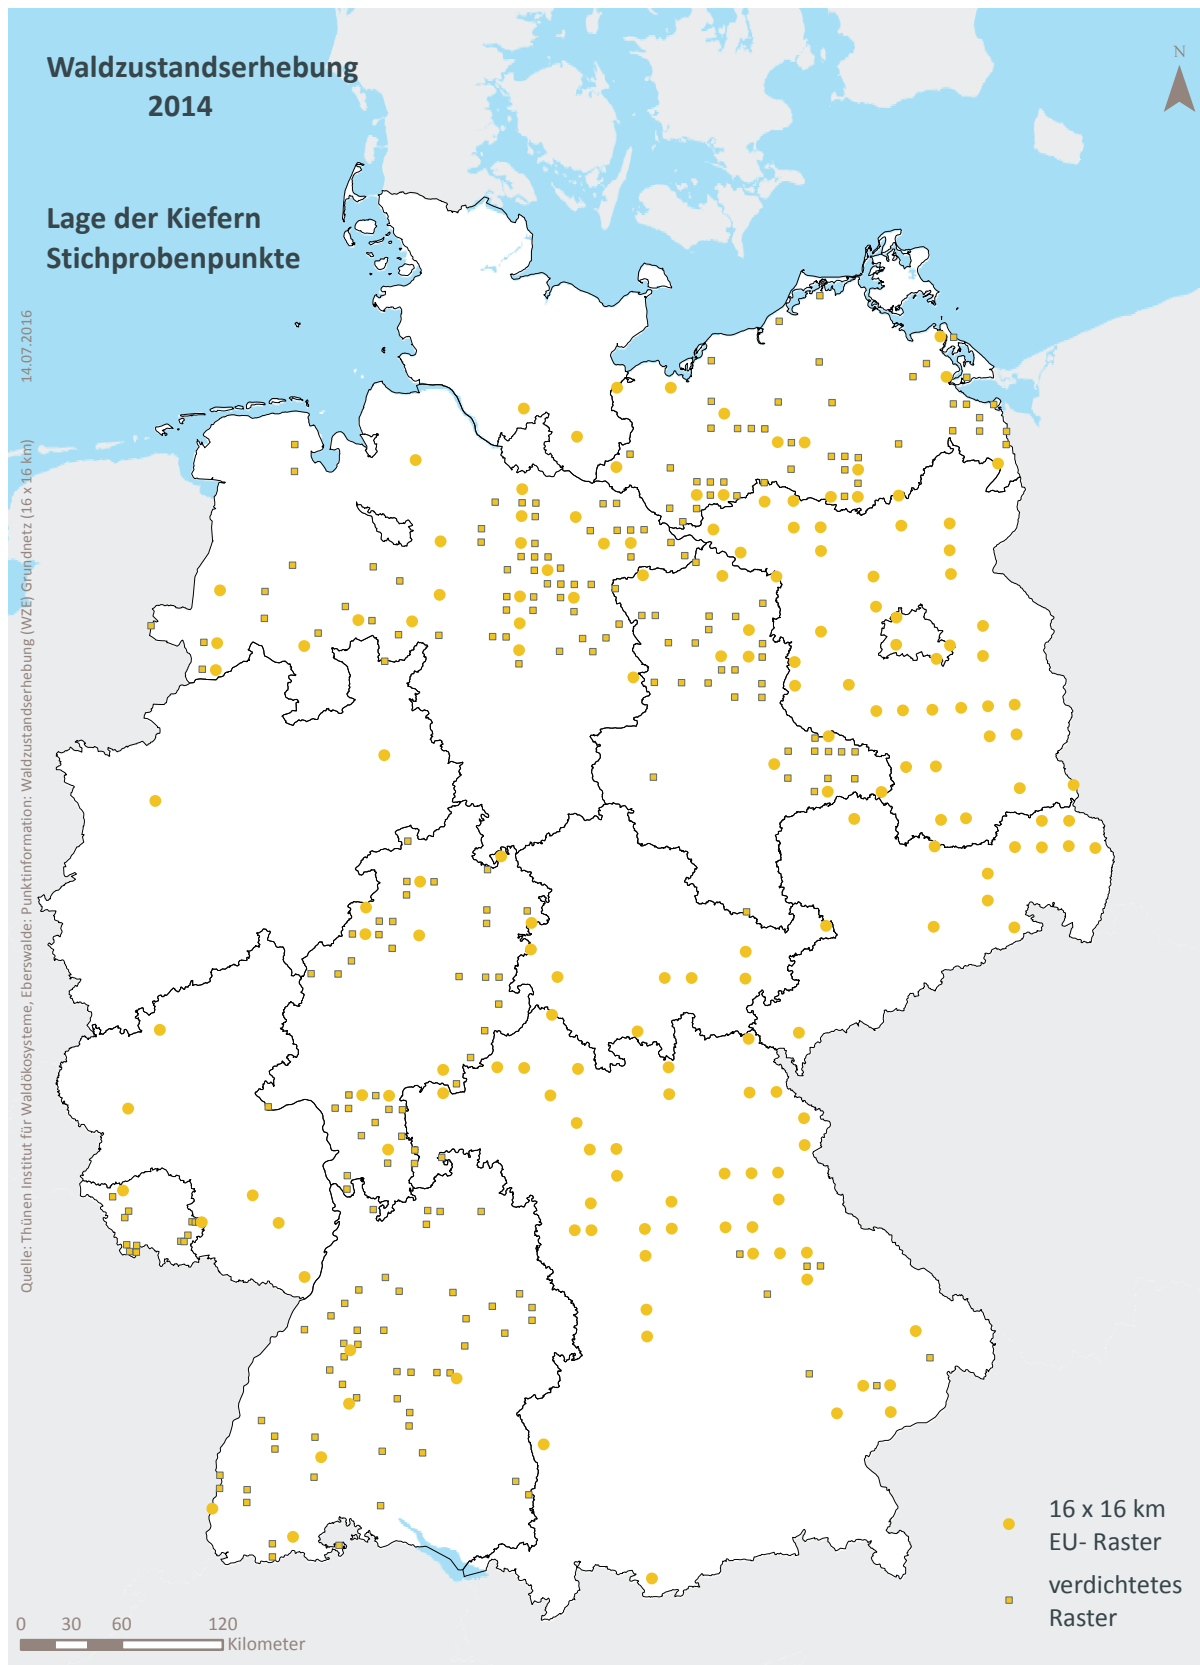 Waldzustandserhebung
2014
Lage der Kiefern
Stichprobenpunkte
N
Quelle: Thünen Institut für Waldökosysteme, Eberswalde: Punktinformation: Waldzustandserhebung (WZE) Grundnetz (16 x 16 km) 14.07.2016
16 x 16 km
EU- Raster
verdichtetes
Raster
0 30 60 120
Kilometer